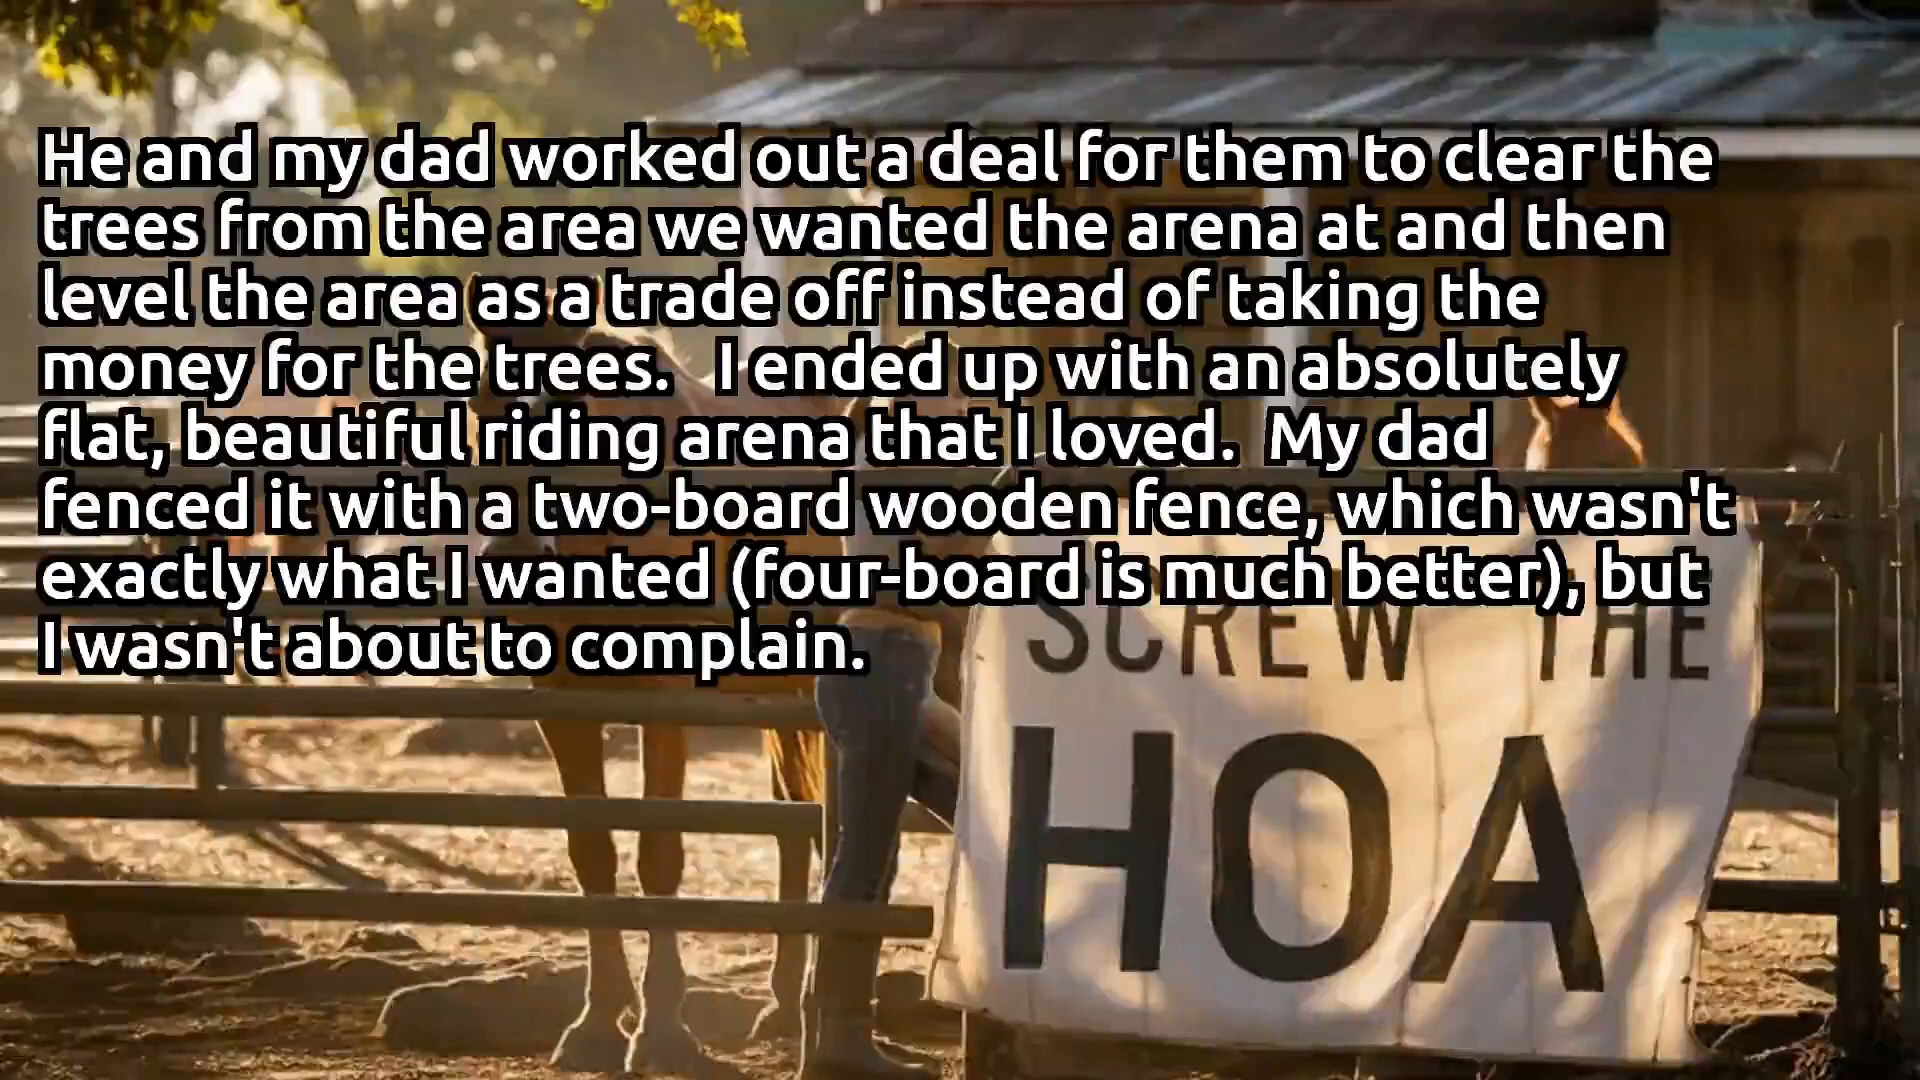 He and my dad worked out a deal for them to clear the
trees from the area we wanted the arena at and then
level the area as a trade off instead of taking the
money for the trees.   I ended up with an absolutely
flat, beautiful riding arena that I loved.  My dad
fenced it with a two-board wooden fence, which wasn't
exactly what I wanted (four-board is much better), but
I wasn't about to complain.
SCREW THE
HOA